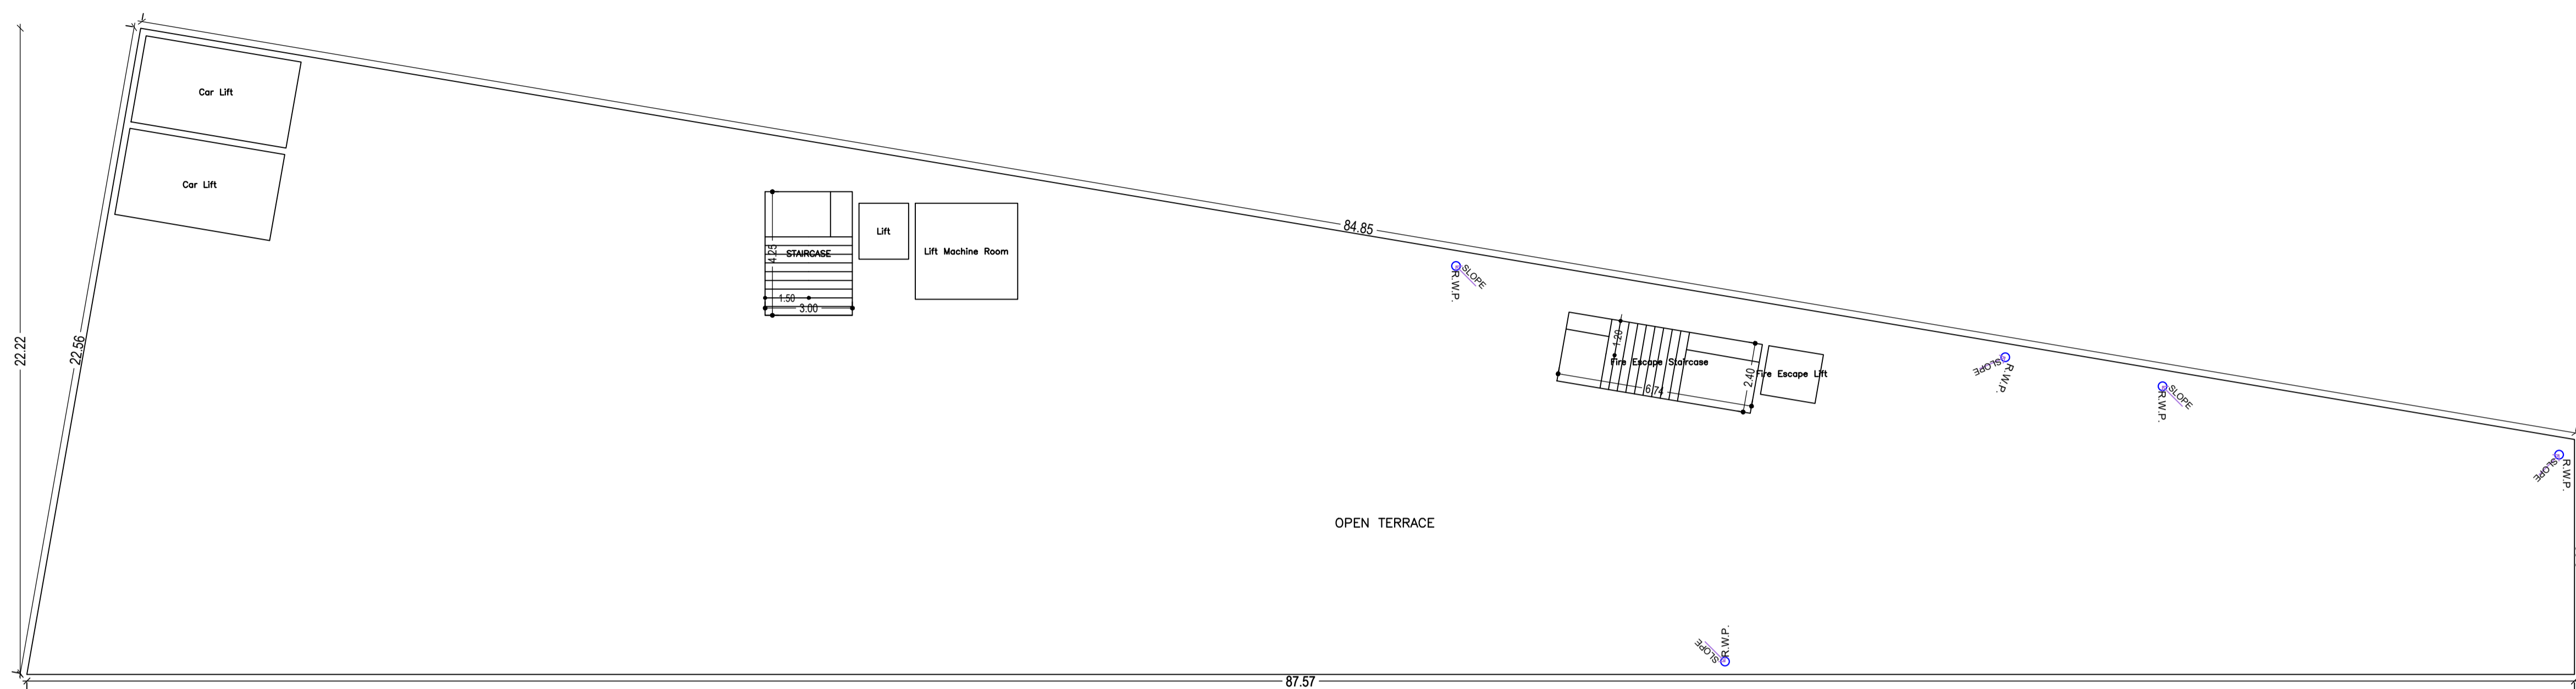 Car Lift
Car Lift
22.22
22.56
4.25
STAIRCASE
1.50
3.00
Lift
Lift Machine Room
84.85
SLOPE
R.W.P.
1.20
Fire Escape Staircase
6.74
2.40
Fire Escape Lift
SLOPE
R.W.P.
SLOPE
R.W.P.
SLOPE
R.W.P.
OPEN TERRACE
SLOPE
R.W.P.
87.57